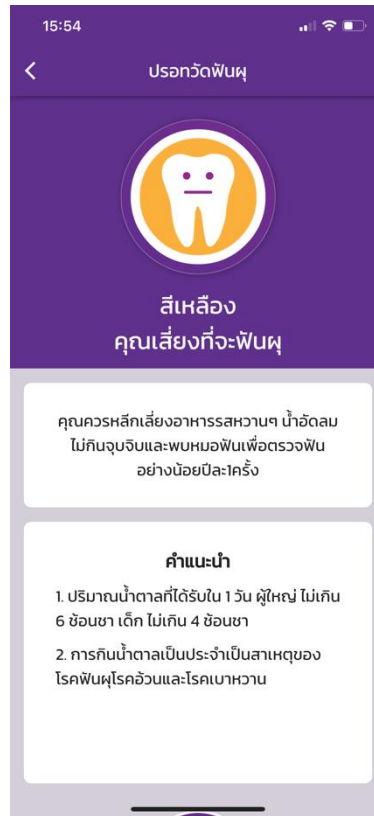 15:54
ปรอทวัดฟันผุ
สีเหลือง
คุณเสี่ยงที่จะฟันผุ
คุณควรหลีกเลี่ยงอาหารรสหวานๆ น้ำอัดลม
ไม่กินจุบจิบและพบหมอฟันเพื่อตรวจฟัน
อย่างน้อยปีละ1ครั้ง
คำแนะนำ
1. ปริมาณน้ำตาลที่ได้รับใน 1 วัน ผู้ใหญ่ ไม่เกิน
6 ช้อนชา เด็ก ไม่เกิน 4 ช้อนชา
2. การกินน้ำตาลเป็นประจำเป็นสาเหตุของ
โรคฟันผุโรคอ้วนและโรคเบาหวาน